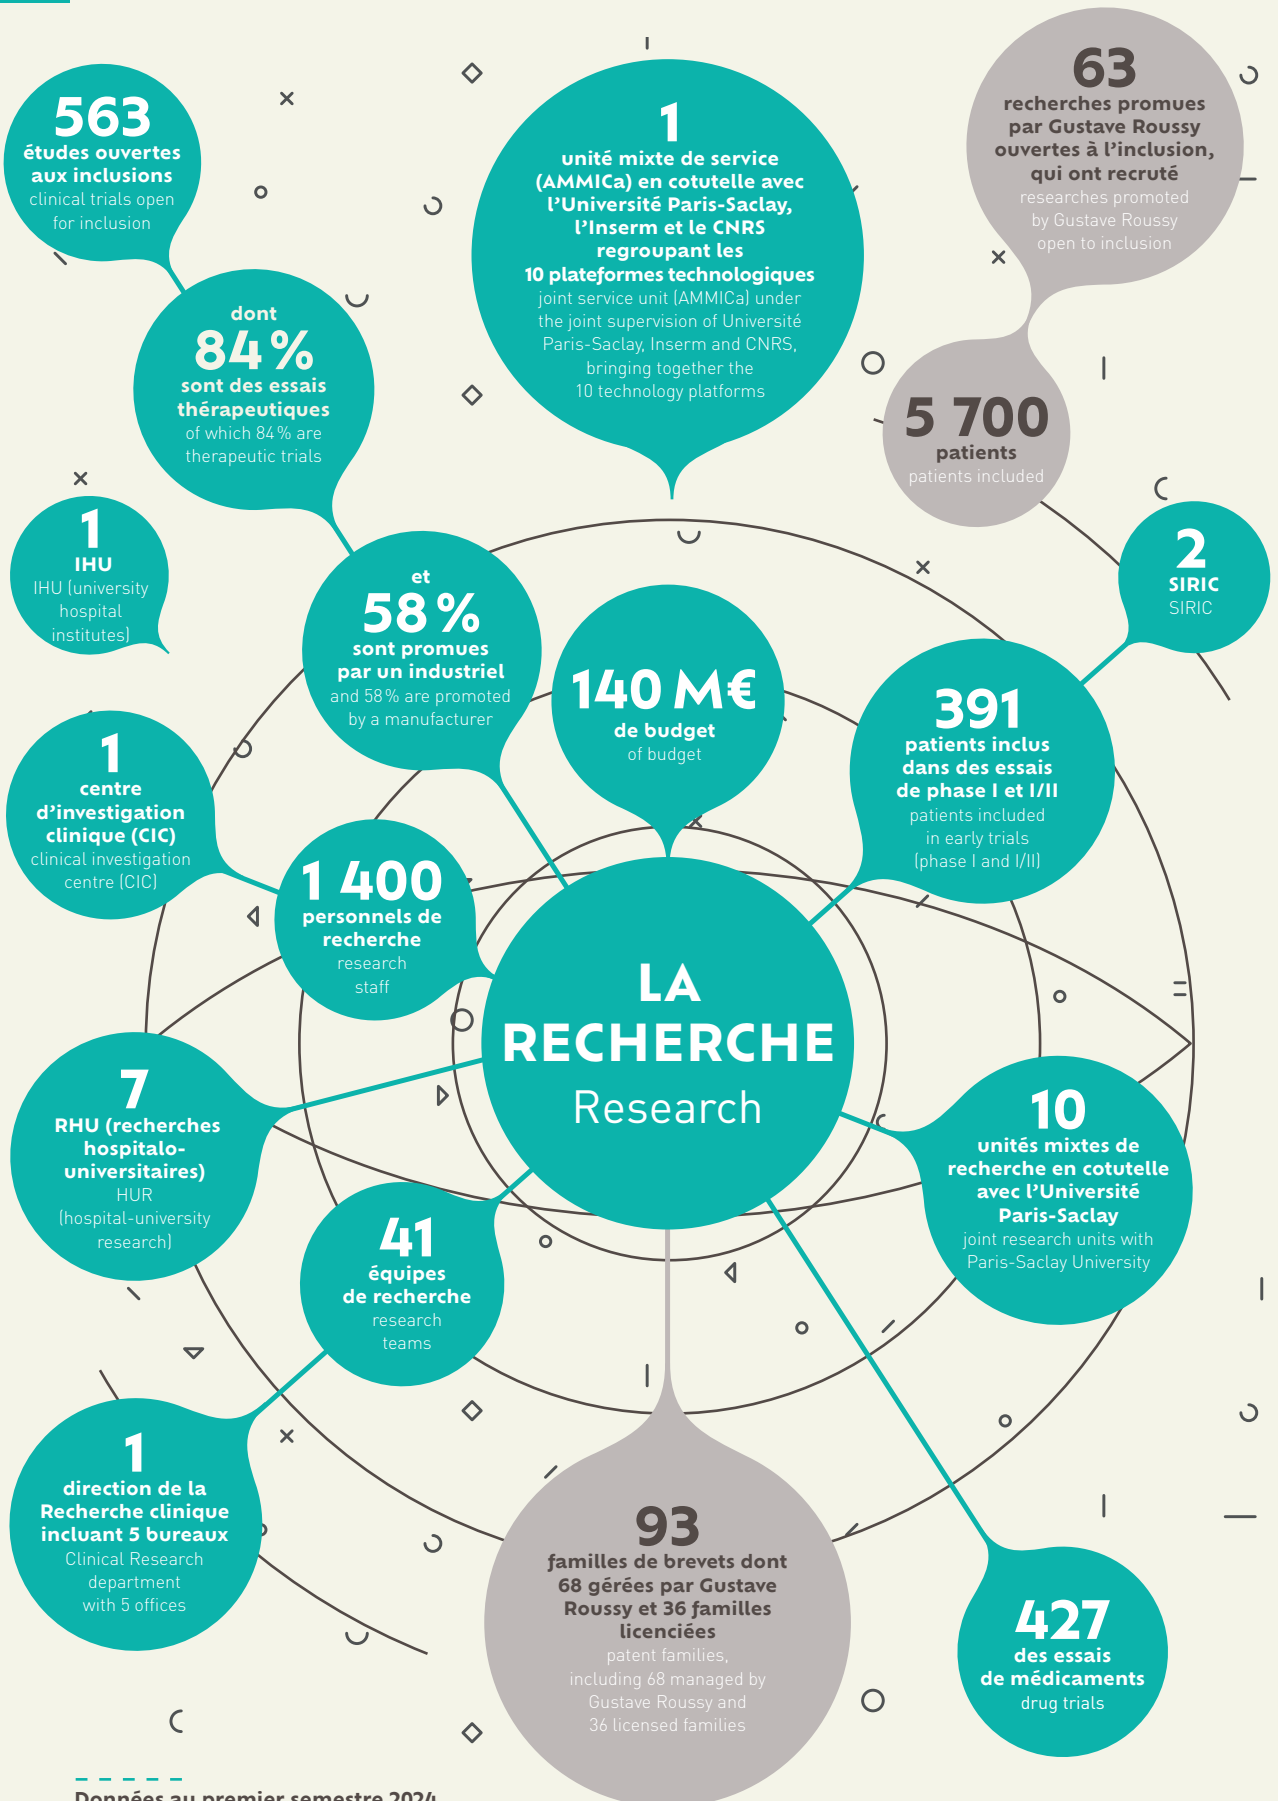 563
études ouvertes
aux inclusions
clinical trials open
for inclusion
dont
84 %
sont des essais
thérapeutiques
of which 84 % are
therapeutic trials
et
58 %
sont promues
par un industriel
and 58 % are promoted
by a manufacturer
1
unité mixte de service
(AMMICa) en cotutelle avec
l’Université Paris-Saclay,
l’Inserm et le CNRS
regroupant les
10 plateformes technologiques
joint service unit (AMMICa) under
the joint supervision of Université
Paris-Saclay, Inserm and CNRS,
bringing together the
10 technology platforms
63
recherches promues
par Gustave Roussy
ouvertes à l’inclusion,
qui ont recruté
researches promoted
by Gustave Roussy
open to inclusion
5 700
patients
patients included
1
IHU
IHU (university
hospital
institutes)
2
SIRIC
SIRIC
140 M€
de budget
of budget
391
patients inclus
dans des essais
de phase I et I/II
patients included
in early trials
(phase I and I/II)
1
centre
d’investigation
clinique (CIC)
clinical investigation
centre (CIC)
1 400
personnels de
recherche
research
staff
LA
RECHERCHE
Research
7
RHU (recherches
hospitalo-
universitaires)
HUR
(hospital-university
research)
10
unités mixtes de
recherche en cotutelle
avec l’Université
Paris-Saclay
joint research units with
Paris-Saclay University
41
équipes
de recherche
research
teams
1
direction de la
Recherche clinique
incluant 5 bureaux
Clinical Research
department
with 5 offices
93
familles de brevets dont
68 gérées par Gustave
Roussy et 36 familles
licenciées
patent families,
including 68 managed by
Gustave Roussy and
36 licensed families
427
des essais
de médicaments
drug trials
Données au premier semestre 2024